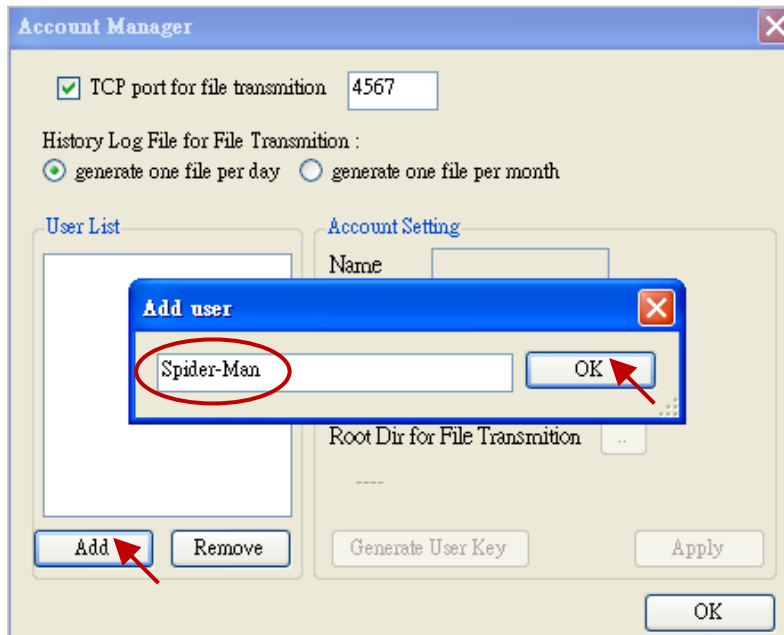 Account Manager
TCP port for file transmition 4567
History Log File for File Transmition :
generate one file per day generate one file per month
User List
Account Setting
Name
Add user
Spider-Man
OK
Root Dir for File Transmition ..
----
Add Remove
Generate User Key Apply
OK